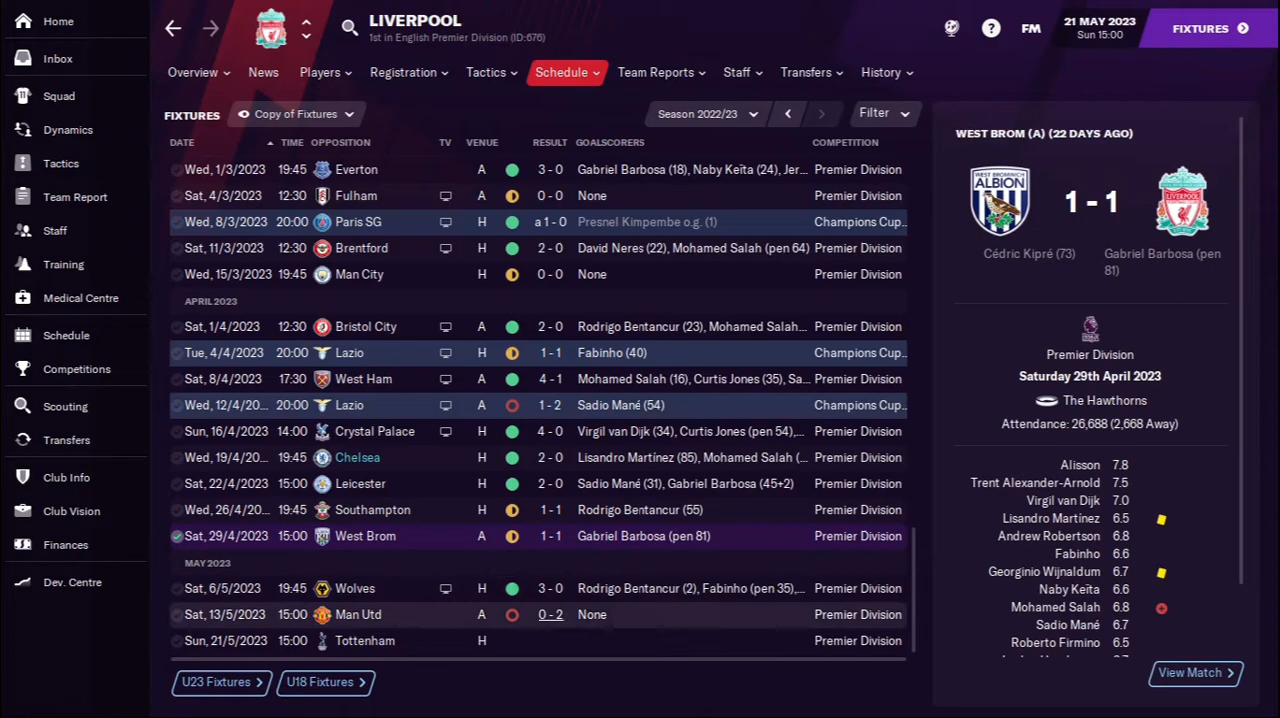 Home
Inbox
Squad
Dynamics
Tactics
Team Report
Staff
Training
Medical Centre
Schedule
Competitions
Scouting
Transfers
Club Info
Club Vision
Finances
Dev. Centre
LIVERPOOL
1st in English Premier Division (ID:676)
FM
21 MAY 2023
Sun 15:00
FIXTURES
Overview News Players Registration Tactics Schedule Team Reports Staff Transfers History
FIXTURES Copy of Fixtures Season 2022/23 Filter
DATE TIME OPPOSITION TV VENUE RESULT GOALSCORERS COMPETITION
Wed, 1/3/2023 19:45 Everton A 3 - 0 Gabriel Barbosa (18), Naby Keïta (24), Jer... Premier Division
Sat, 4/3/2023 12:30 Fulham A 0 - 0 None Premier Division
Wed, 8/3/2023 20:00 Paris SG H a 1 - 0 Presnel Kimpembe o.g. (1) Champions Cup..
Sat, 11/3/2023 12:30 Brentford H 2 - 0 David Neres (22), Mohamed Salah (pen 64) Premier Division
Wed, 15/3/2023 19:45 Man City H 0 - 0 None Premier Division
APRIL 2023
Sat, 1/4/2023 12:30 Bristol City A 2 - 0 Rodrigo Bentancur (23), Mohamed Salah... Premier Division
Tue, 4/4/2023 20:00 Lazio H 1 - 1 Fabinho (40) Champions Cup..
Sat, 8/4/2023 17:30 West Ham A 4 - 1 Mohamed Salah (16), Curtis Jones (35), Sa... Premier Division
Wed, 12/4/20... 20:00 Lazio A 1 - 2 Sadio Mané (54) Champions Cup..
Sun, 16/4/2023 14:00 Crystal Palace H 4 - 0 Virgil van Dijk (34), Curtis Jones (pen 54),... Premier Division
Wed, 19/4/20... 19:45 Chelsea H 2 - 0 Lisandro Martínez (85), Mohamed Salah (... Premier Division
Sat, 22/4/2023 15:00 Leicester H 2 - 0 Sadio Mané (31), Gabriel Barbosa (45+2) Premier Division
Wed, 26/4/20... 19:45 Southampton H 1 - 1 Rodrigo Bentancur (55) Premier Division
Sat, 29/4/2023 15:00 West Brom A 1 - 1 Gabriel Barbosa (pen 81) Premier Division
MAY 2023
Sat, 6/5/2023 19:45 Wolves H 3 - 0 Rodrigo Bentancur (2), Fabinho (pen 35),... Premier Division
Sat, 13/5/2023 15:00 Man Utd A 0 - 2 None Premier Division
Sun, 21/5/2023 15:00 Tottenham H Premier Division
U23 Fixtures U18 Fixtures
WEST BROM (A) (22 DAYS AGO)
WEST BROMWICH
ALBION
1 - 1
Cédric Kipré (73)
Gabriel Barbosa (pen
81)
Premier Division
Saturday 29th April 2023
The Hawthorns
Attendance: 26,688 (2,668 Away)
Alisson 7.8
Trent Alexander-Arnold 7.5
Virgil van Dijk 7.0
Lisandro Martínez 6.5
Andrew Robertson 6.8
Fabinho 6.6
Georginio Wijnaldum 6.7
Naby Keïta 6.6
Mohamed Salah 6.8
Sadio Mané 6.7
Roberto Firmino 6.5
View Match